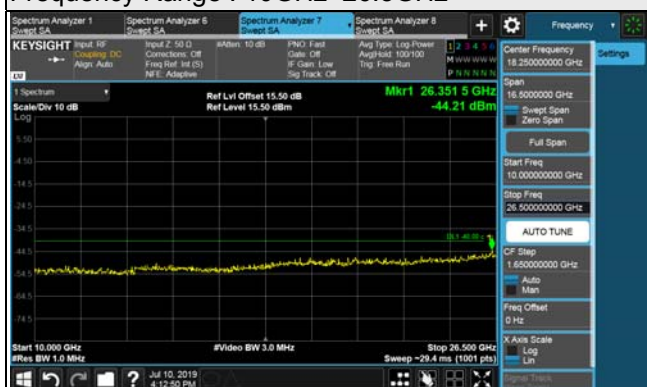 Frequency Range : 10GHz~26.5GHz
Spectrum Analyzer 1
Swept SA
Spectrum Analyzer 6
Swept SA
Spectrum Analyzer 7
Swept SA
Spectrum Analyzer 8
Swept SA
+
Frequency
KEYSIGHT
Input: RF
Coupling: DC
Align: Auto
Input Z: 50 Ω
Corrections: Off
Freq Ref: Int (S)
NFE: Adaptive
#Atten: 10 dB
PNO: Fast
Gate: Off
IF Gain: Low
Sig Track: Off
Avg Type: Log-Power
Avg|Hold: 100/100
Trig: Free Run
1 2 3 4 5 6
M W W W W W
P N N N N N
Settings
1 Spectrum
Scale/Div 10 dB
Log
Ref Lvl Offset 15.50 dB
Ref Level 15.50 dBm
Mkr1 26.351 5 GHz
-44.21 dBm
5.50
-4.50
-14.5
-24.5
-34.5
-44.5
-54.5
-64.5
-74.5
DL1 -40.00
Start 10.000 GHz
#Res BW 1.0 MHz
#Video BW 3.0 MHz
Stop 26.500 GHz
Sweep ~29.4 ms (1001 pts)
Center Frequency
18.250000000 GHz
Span
16.5000000 GHz
Swept Span
Zero Span
Full Span
Start Freq
10.000000000 GHz
Stop Freq
26.500000000 GHz
AUTO TUNE
CF Step
1.650000000 GHz
Auto
Man
Freq Offset
0 Hz
X Axis Scale
Log
Lin
Signal Track
?
Jul 10, 2019
4:12:50 PM